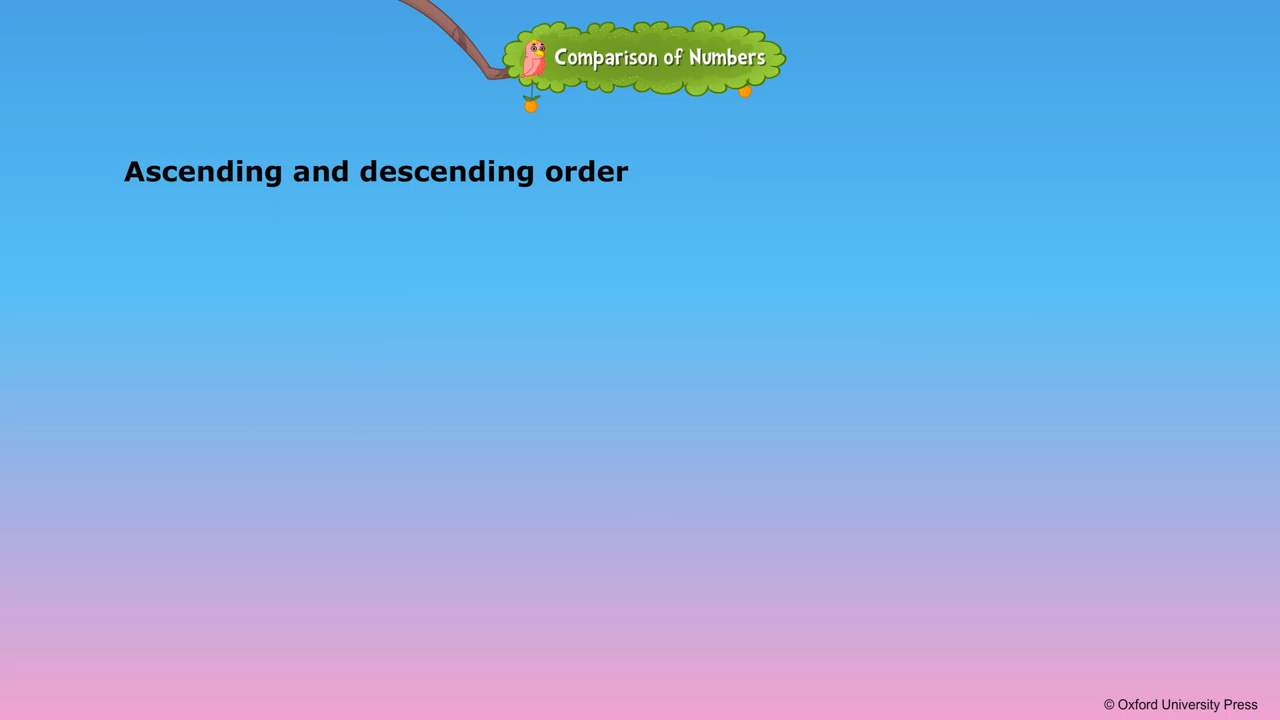 Comparison of Numbers
Ascending and descending order
© Oxford University Press